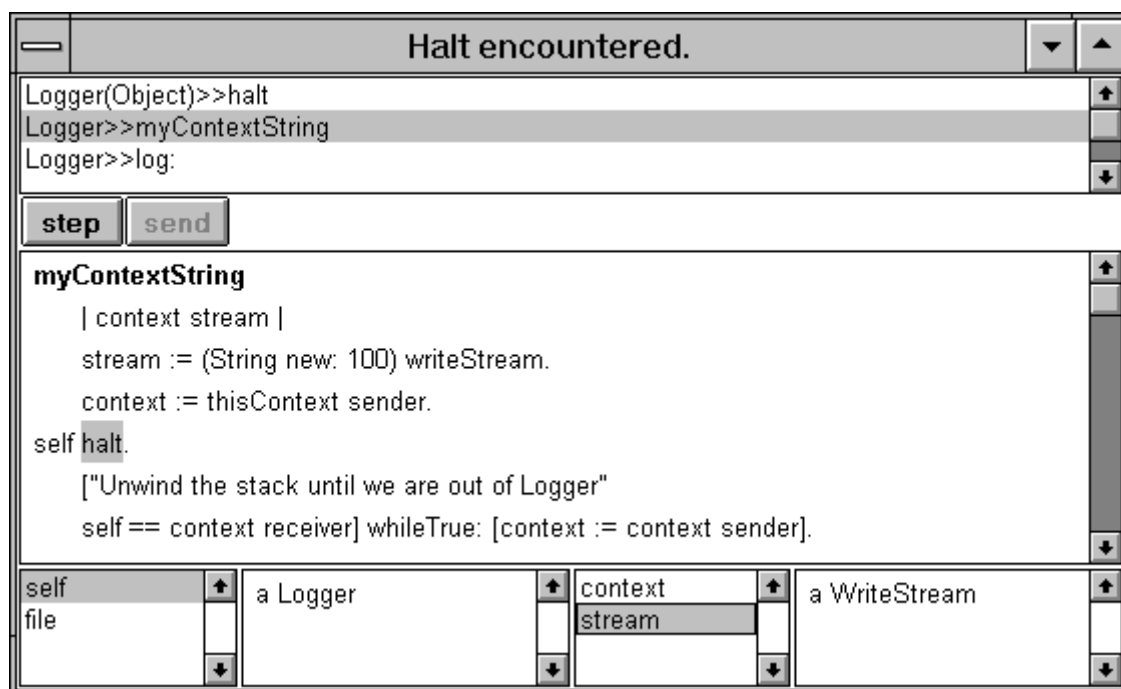 Halt encountered.
Logger(Object)>>halt
Logger>>myContextString
Logger>>log:
step send
myContextString
| context stream |
stream := (String new: 100) writeStream.
context := thisContext sender.
self halt.
["Unwind the stack until we are out of Logger"
self == context receiver] whileTrue: [context := context sender].
self
file
a Logger
context
stream
a WriteStream